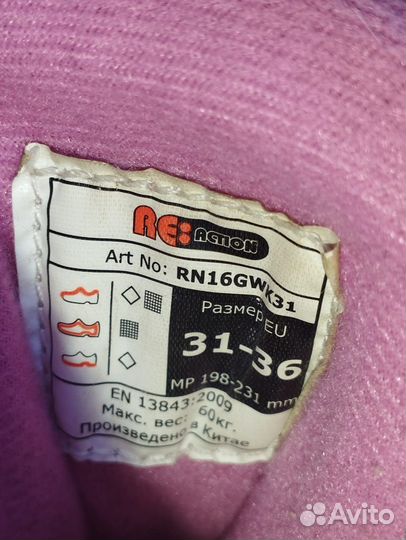 RE:ACTION
Art No: RN16GWK31
Размер EU
31-36
MP 198-231 mm
EN 13843:2009
Макс. вес: 60кг.
Произведено в Китае
Avito